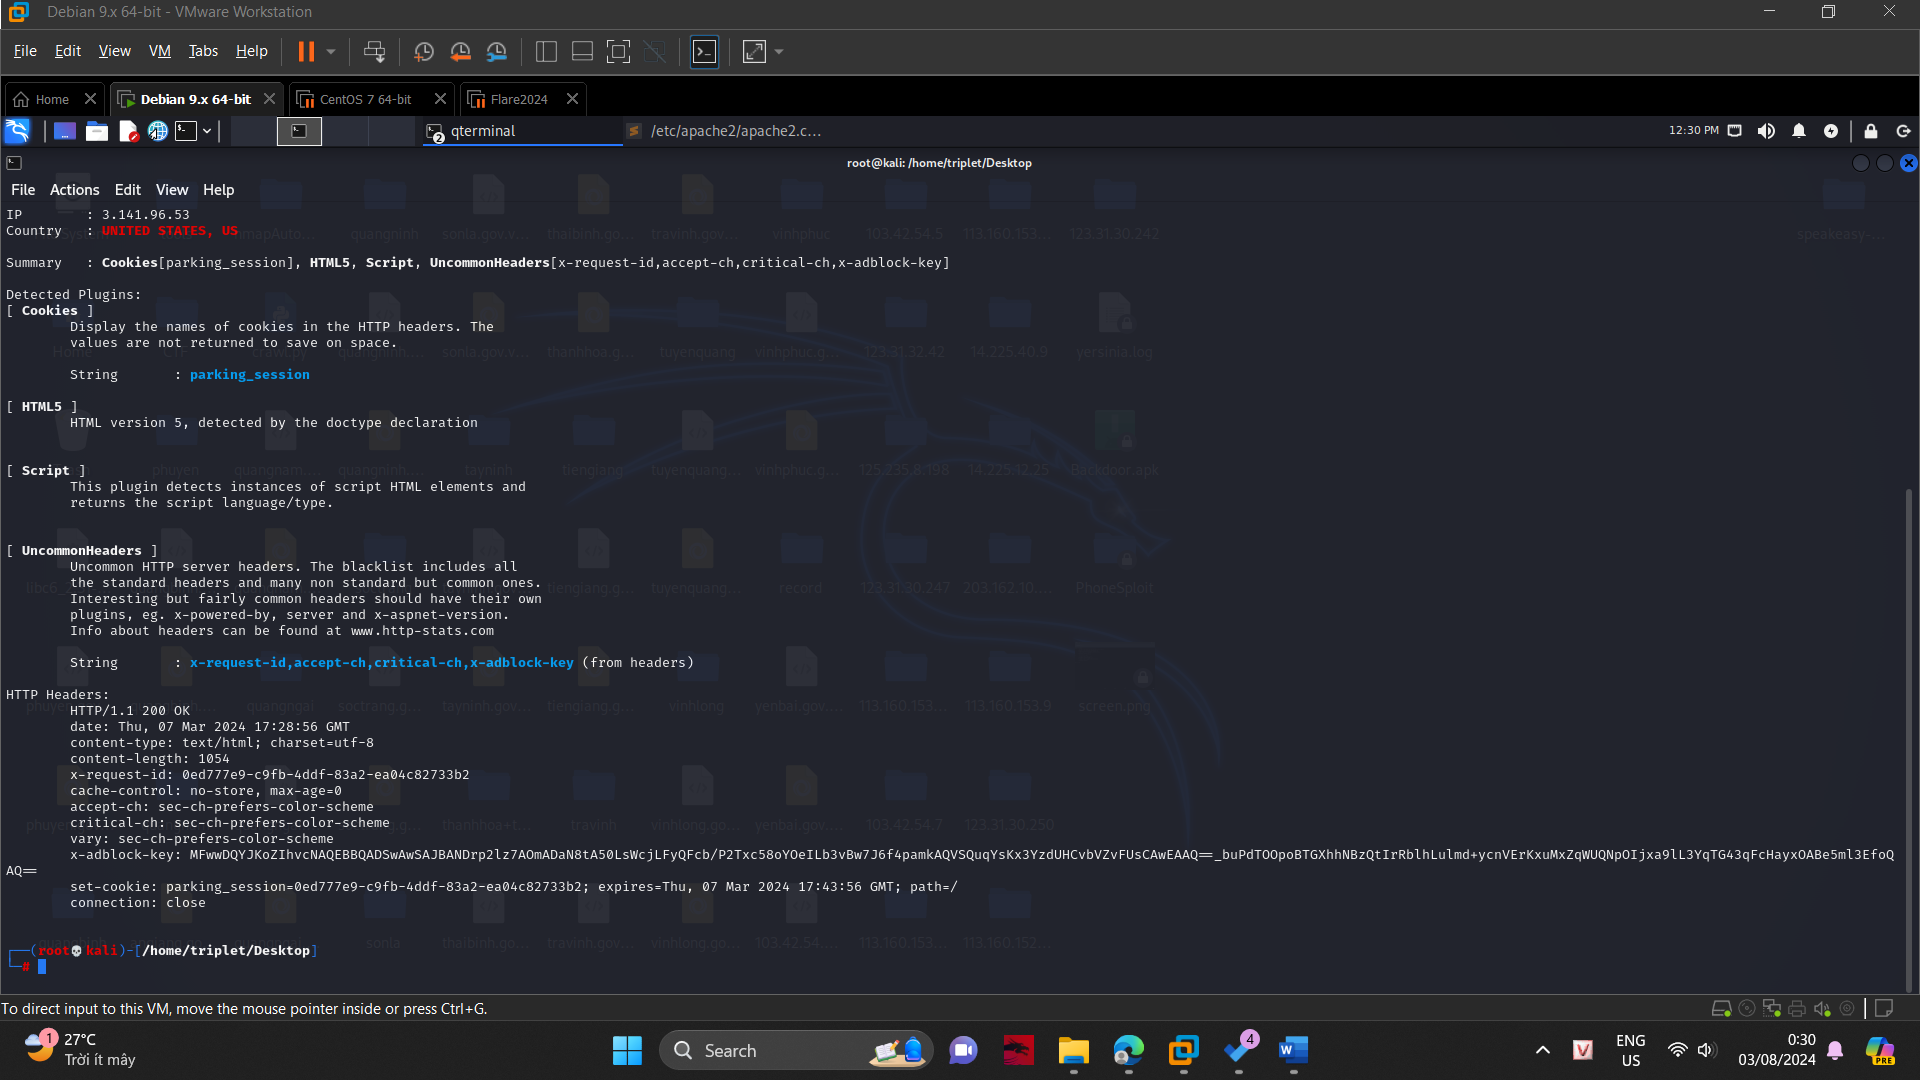 Debian 9.x 64-bit - VMware Workstation
File Edit View VM Tabs Help
Home Debian 9.x 64-bit CentOS 7 64-bit Flare2024
qterminal /etc/apache2/apache2.c... 12:30 PM
root@kali: /home/triplet/Desktop
File Actions Edit View Help
IP : 3.141.96.53
Country : UNITED STATES, US
Summary : Cookies[parking_session], HTML5, Script, UncommonHeaders[x-request-id,accept-ch,critical-ch,x-adblock-key]
Detected Plugins:
[ Cookies ]
Display the names of cookies in the HTTP headers. The
values are not returned to save on space.
String : parking_session
[ HTML5 ]
HTML version 5, detected by the doctype declaration
[ Script ]
This plugin detects instances of script HTML elements and
returns the script language/type.
[ UncommonHeaders ]
Uncommon HTTP server headers. The blacklist includes all
the standard headers and many non standard but common ones.
Interesting but fairly common headers should have their own
plugins, eg. x-powered-by, server and x-aspnet-version.
Info about headers can be found at www.http-stats.com
String : x-request-id,accept-ch,critical-ch,x-adblock-key (from headers)
HTTP Headers:
HTTP/1.1 200 OK
date: Thu, 07 Mar 2024 17:28:56 GMT
content-type: text/html; charset=utf-8
content-length: 1054
x-request-id: 0ed777e9-c9fb-4ddf-83a2-ea04c82733b2
cache-control: no-store, max-age=0
accept-ch: sec-ch-prefers-color-scheme
critical-ch: sec-ch-prefers-color-scheme
vary: sec-ch-prefers-color-scheme
x-adblock-key: MFwwDQYJKoZIhvcNAQEBBQADSwAwSAJBANDrp2lz7AOmADaN8tA50LsWcjLFyQFcb/P2Txc58oYOeILb3vBw7J6f4pamkAQVSQuqYsKx3YzdUHCvbVZvFUsCAwEAAQ==_buPdTOOpoBTGXhhNBzQtIrRblhLulmd+ycnVErKxuMxZqWUQNpOIjxa9lL3YqTG43qFcHayxOABe5ml3EfoQ
AQ==
set-cookie: parking_session=0ed777e9-c9fb-4ddf-83a2-ea04c82733b2; expires=Thu, 07 Mar 2024 17:43:56 GMT; path=/
connection: close
(root💀kali)-[/home/triplet/Desktop]
#
To direct input to this VM, move the mouse pointer inside or press Ctrl+G.
27°C
Trời ít mây
Search
ENG
US
0:30
03/08/2024